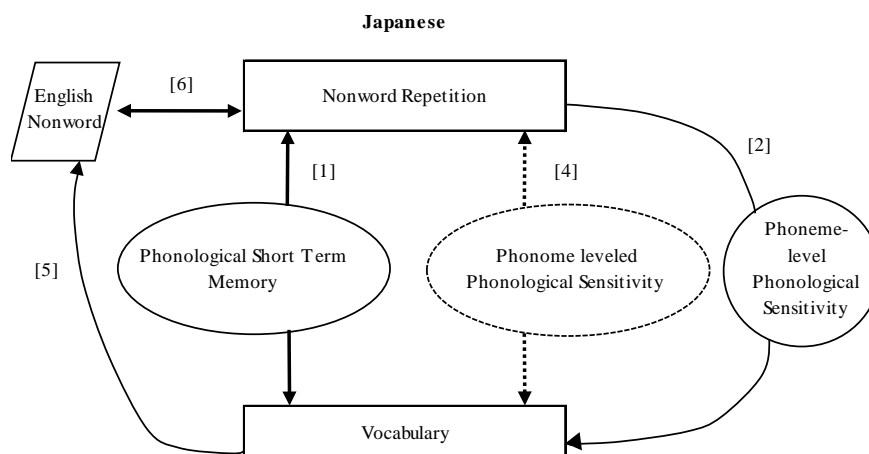 Japanese
[6]
English
Nonword
Nonword Repetition
[1]
[4]
[2]
Phonological Short Term
Memory
Phonome leveled
Phonological Sensitivity
Phoneme-
level
Phonological
Sensitivity
[5]
Vocabulary